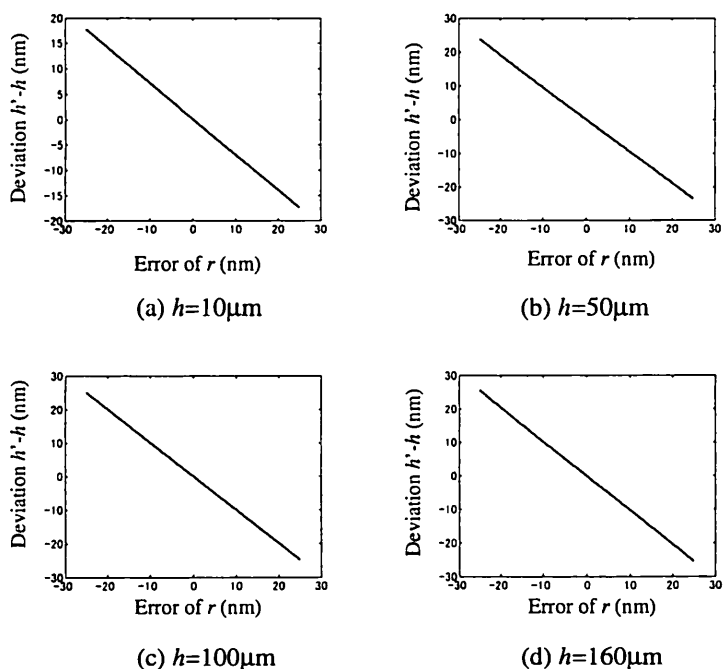 Deviation h'-h (nm)
20
15
10
5
0
-5
-10
-15
-20
-30 -20 -10 0 10 20 30
Error of r (nm)
(a) h=10µm
Deviation h'-h (nm)
30
20
10
0
-10
-20
-30
-30 -20 -10 0 10 20 30
Error of r (nm)
(b) h=50µm
Deviation h'-h (nm)
30
20
10
0
-10
-20
-30
-30 -20 -10 0 10 20 30
Error of r (nm)
(c) h=100µm
Deviation h'-h (nm)
30
20
10
0
-10
-20
-30
-30 -20 -10 0 10 20 30
Error of r (nm)
(d) h=160µm